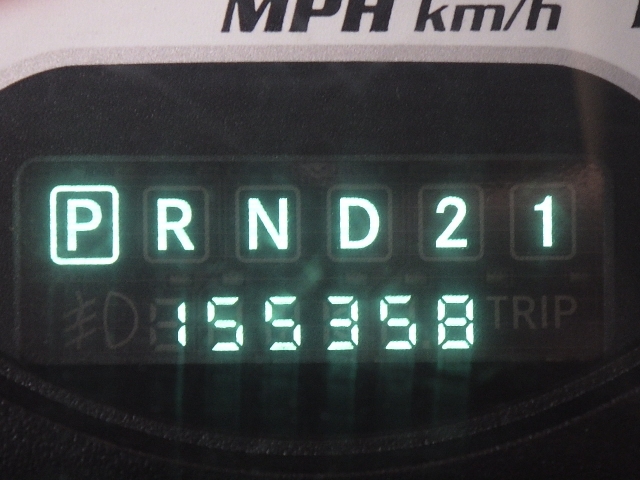 MPH km/h
P R N D 2 1
155358 TRIP